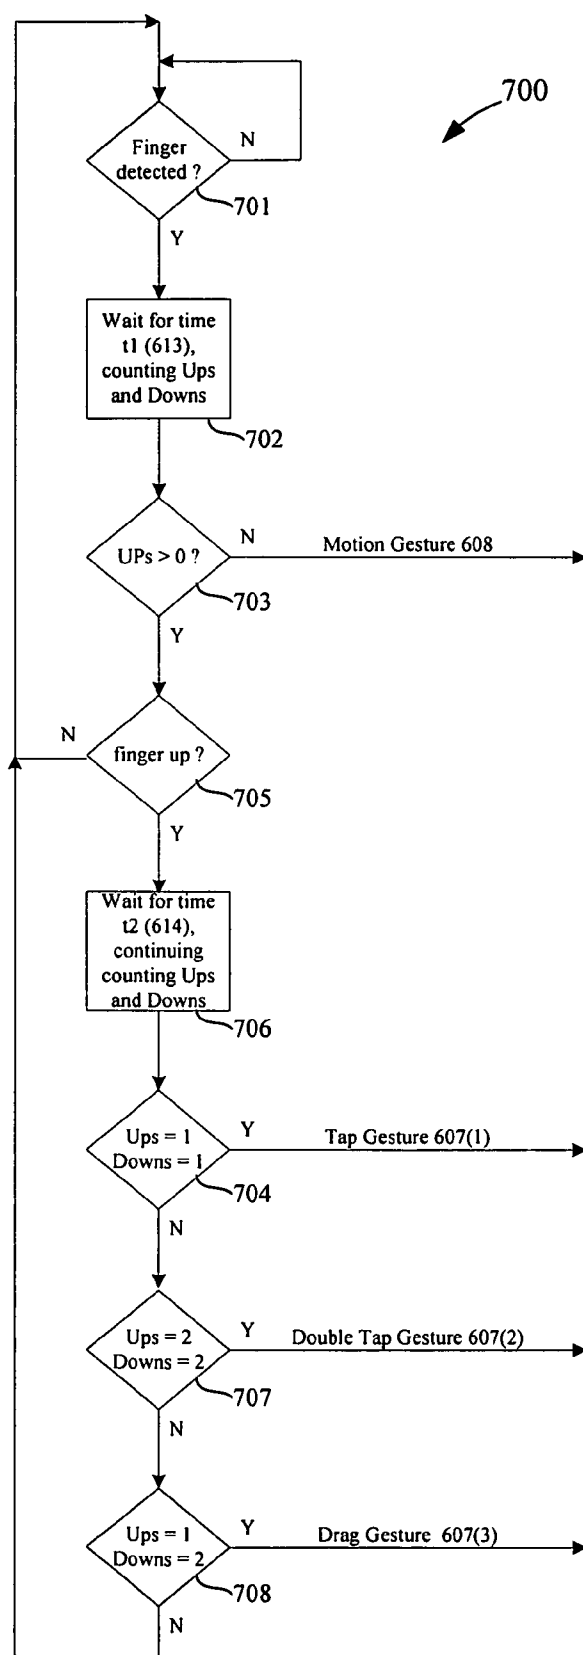 700
Finger
detected ?
N
701
Y
Wait for time
t1 (613),
counting Ups
and Downs
702
UPs > 0 ?
N
Motion Gesture 608
703
Y
N
finger up ?
705
Y
Wait for time
t2 (614),
continuing
counting Ups
and Downs
706
Ups = 1
Downs = 1
Y
Tap Gesture 607(1)
704
N
Ups = 2
Downs = 2
Y
Double Tap Gesture 607(2)
707
N
Ups = 1
Downs = 2
Y
Drag Gesture 607(3)
708
N